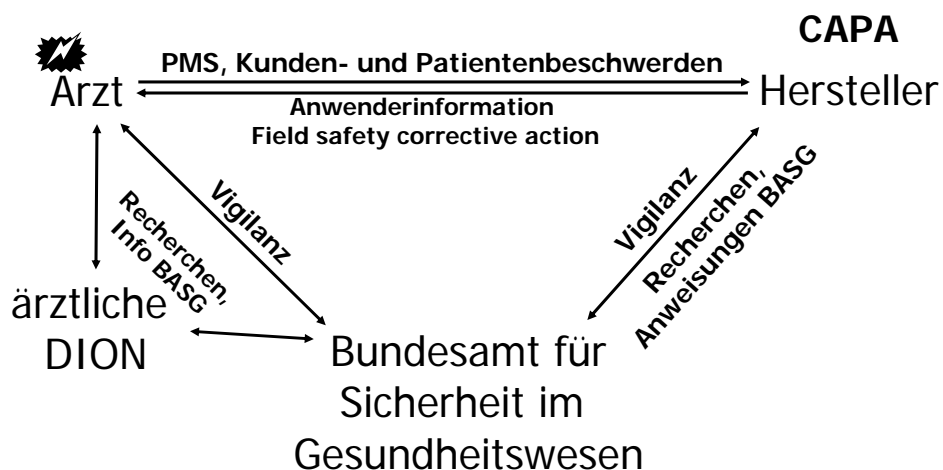 CAPA
PMS, Kunden- und Patientenbeschwerden
Arzt
Hersteller
Anwenderinformation
Field safety corrective action
Vigilanz
Recherchen,
Info BASG
Vigilanz
Recherchen,
Anweisungen BASG
ärztliche
DION
Bundesamt für
Sicherheit im
Gesundheitswesen